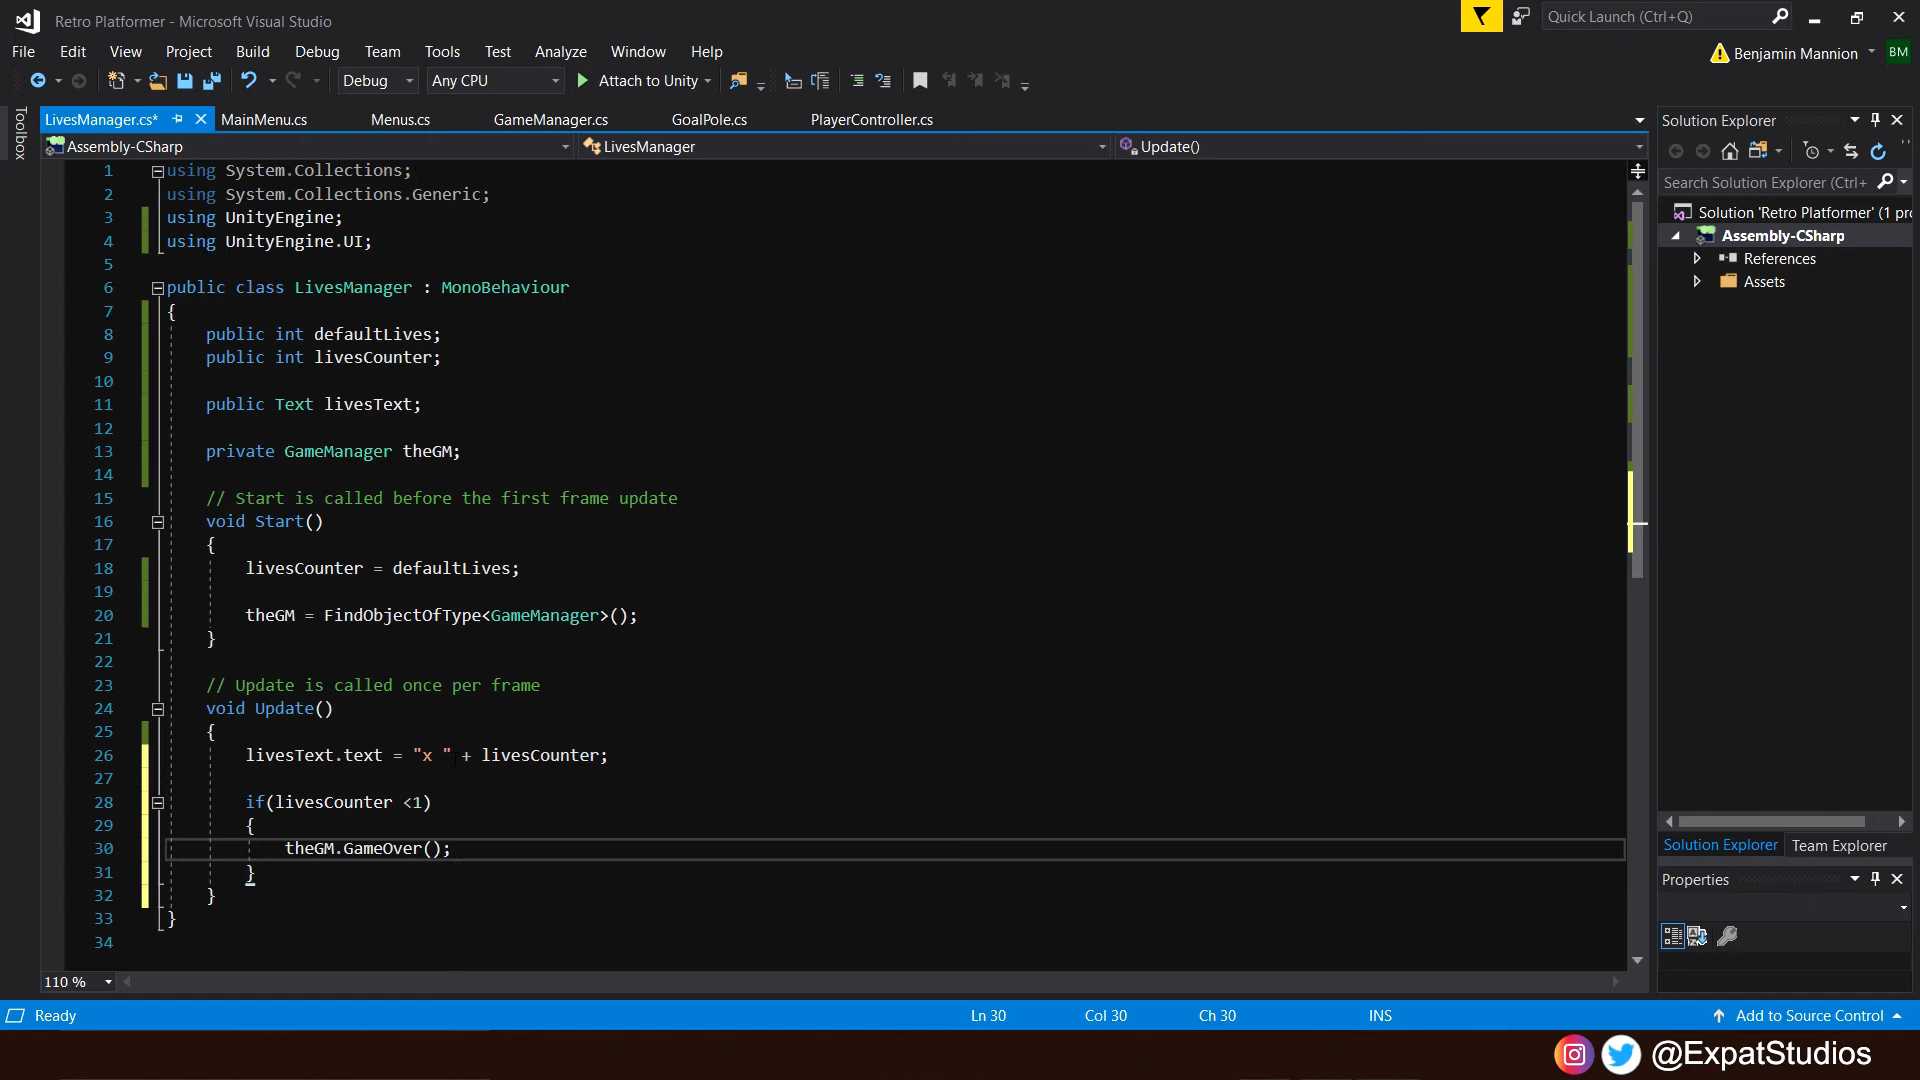 Retro Platformer - Microsoft Visual Studio
Quick Launch (Ctrl+Q)
File Edit View Project Build Debug Team Tools Test Analyze Window Help
Benjamin Mannion BM
Debug Any CPU Attach to Unity
Toolbox
LivesManager.cs* MainMenu.cs Menus.cs GameManager.cs GoalPole.cs PlayerController.cs
Assembly-CSharp LivesManager Update()
1 using System.Collections;
2 using System.Collections.Generic;
3 using UnityEngine;
4 using UnityEngine.UI;
5
6 public class LivesManager : MonoBehaviour
7 {
8 public int defaultLives;
9 public int livesCounter;
10
11 public Text livesText;
12
13 private GameManager theGM;
14
15 // Start is called before the first frame update
16 void Start()
17 {
18 livesCounter = defaultLives;
19
20 theGM = FindObjectOfType<GameManager>();
21 }
22
23 // Update is called once per frame
24 void Update()
25 {
26 livesText.text = "x " + livesCounter;
27
28 if(livesCounter <1)
29 {
30 theGM.GameOver();
31 }
32 }
33 }
34
110 %
Solution Explorer
Search Solution Explorer (Ctrl+
Solution 'Retro Platformer' (1 pro
Assembly-CSharp
References
Assets
Solution Explorer Team Explorer
Properties
Ready Ln 30 Col 30 Ch 30 INS Add to Source Control
@ExpatStudios